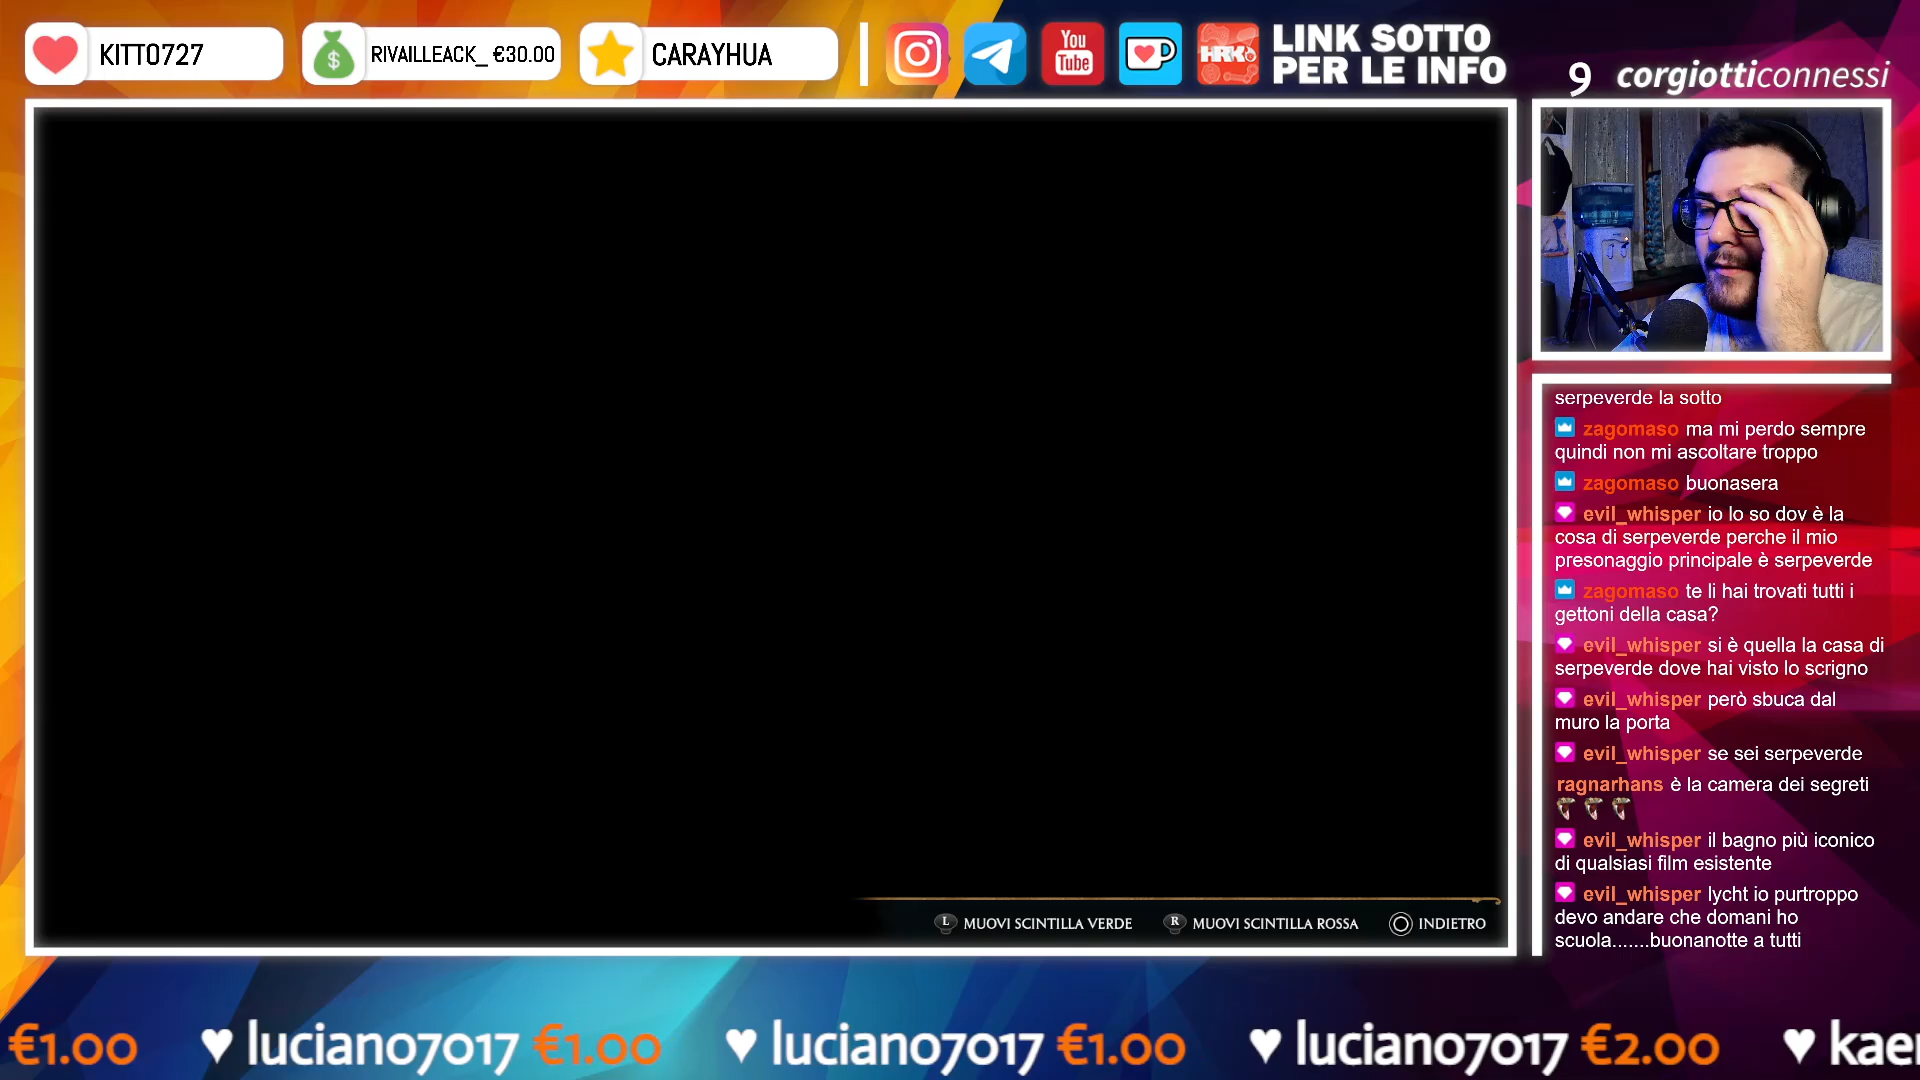 KITT0727
RIVAILLEACK_ €30.00
CARAYHUA
You
Tube
HRK
LINK SOTTO
PER LE INFO
9 corgiotticonnessi
serpeverde la sotto
zagomaso ma mi perdo sempre
quindi non mi ascoltare troppo
zagomaso buonasera
evil_whisper io lo so dov è la
cosa di serpeverde perche il mio
presonaggio principale è serpeverde
zagomaso te li hai trovati tutti i
gettoni della casa?
evil_whisper si è quella la casa di
serpeverde dove hai visto lo scrigno
evil_whisper però sbuca dal
muro la porta
evil_whisper se sei serpeverde
ragnarhans è la camera dei segreti
evil_whisper il bagno più iconico
di qualsiasi film esistente
evil_whisper lycht io purtroppo
devo andare che domani ho
scuola.......buonanotte a tutti
L MUOVI SCINTILLA VERDE R MUOVI SCINTILLA ROSSA INDIETRO
€1.00 luciano7017 €1.00 luciano7017 €1.00 luciano7017 €2.00